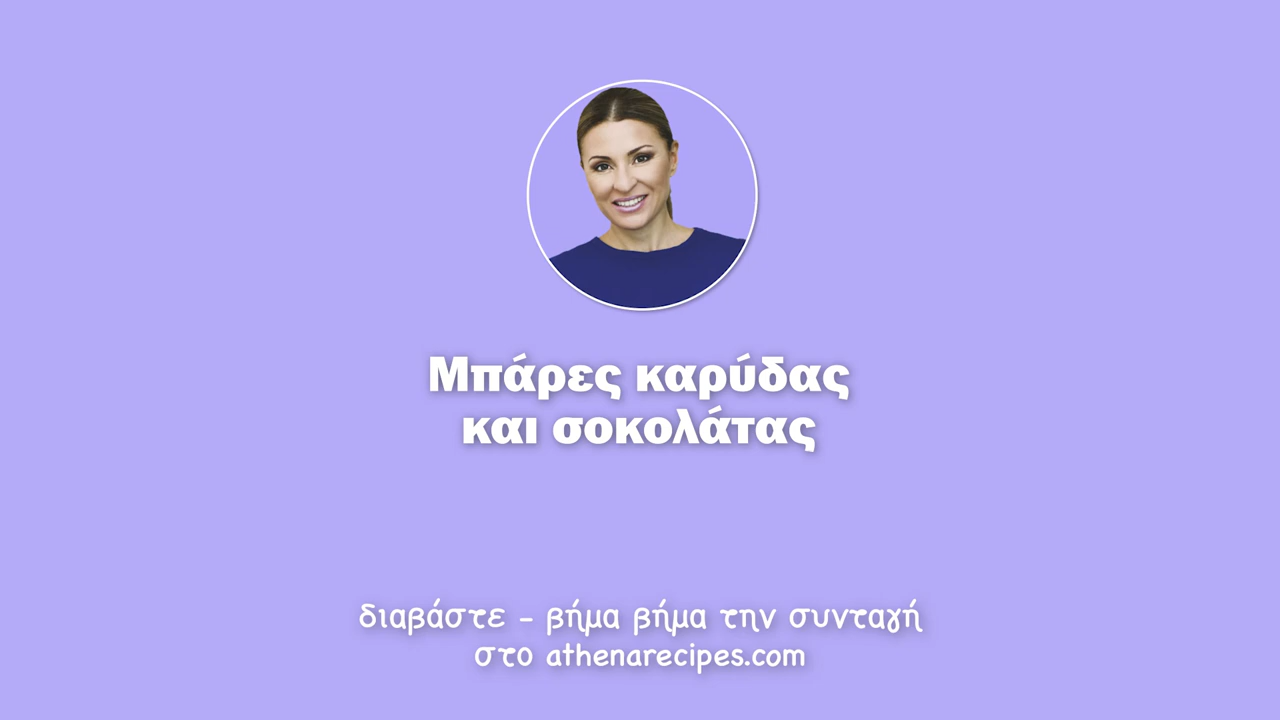 Μπάρες καρύδας
και σοκολάτας
διαβάστε - βήμα βήμα την συνταγή
στο athenarecipes.com